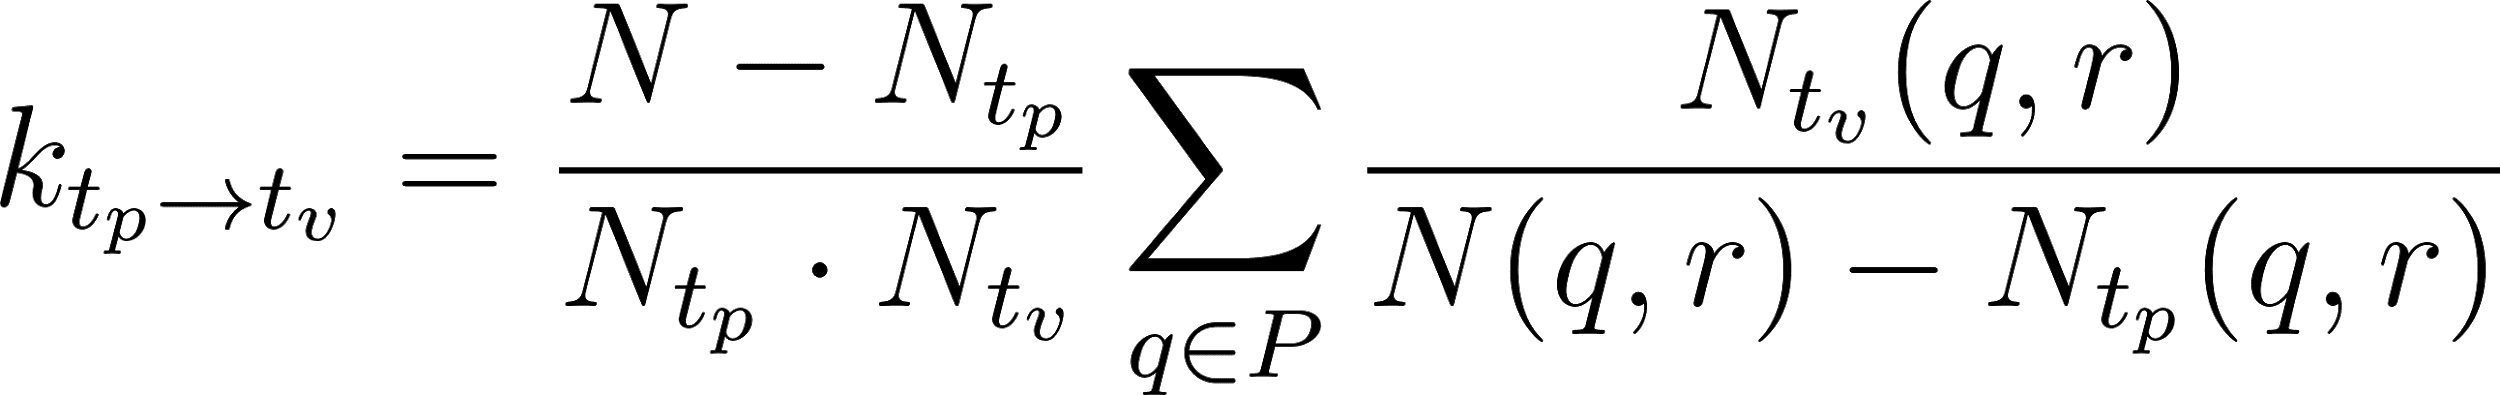 k_{t_p \to t_v} = \frac{N - N_{t_p}}{N_{t_p} \cdot N_{t_v}} \sum_{q \in P} \frac{N_{t_v}(q, r)}{N(q, r) - N_{t_p}(q, r)}